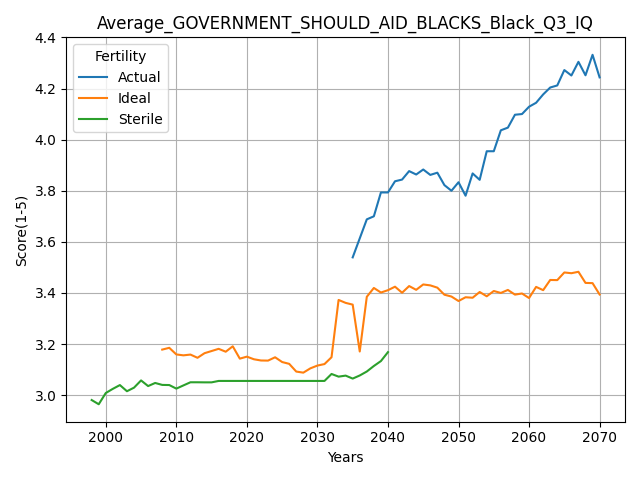 Average_GOVERNMENT_SHOULD_AID_BLACKS_Black_Q3_IQ
Fertility
Actual
Ideal
Sterile
Score(1-5)
4.4
4.2
4.0
3.8
3.6
3.4
3.2
3.0
2000 2010 2020 2030 2040 2050 2060 2070
Years